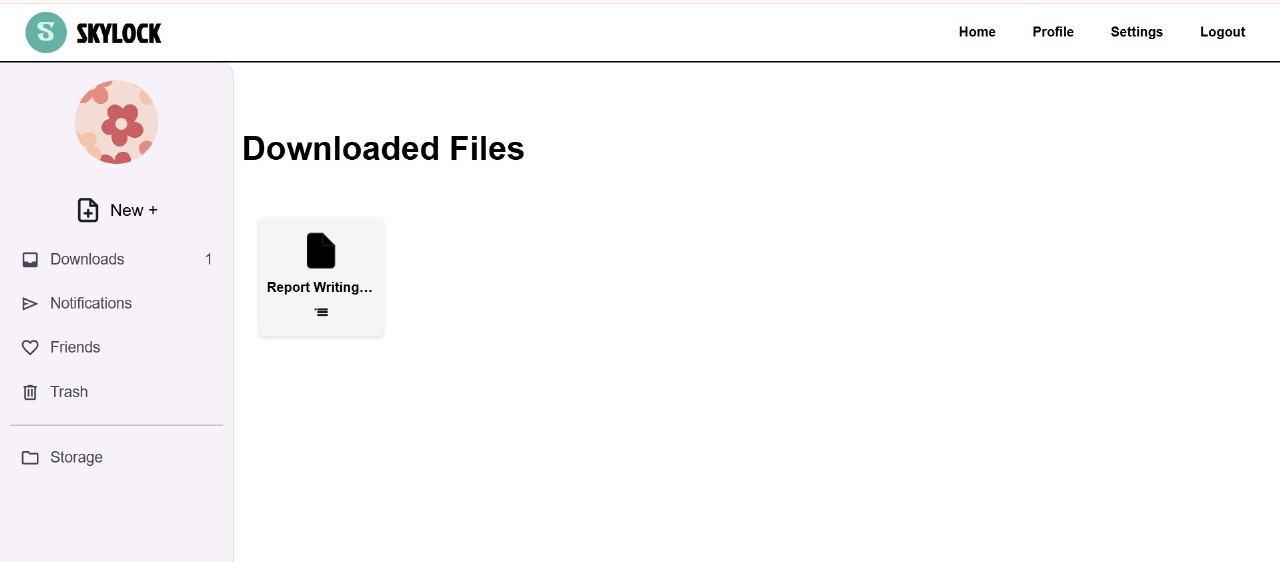 S SKYLOCK
Home Profile Settings Logout
Downloaded Files
New +
Downloads 1
Notifications
Friends
Trash
Storage
Report Writing...